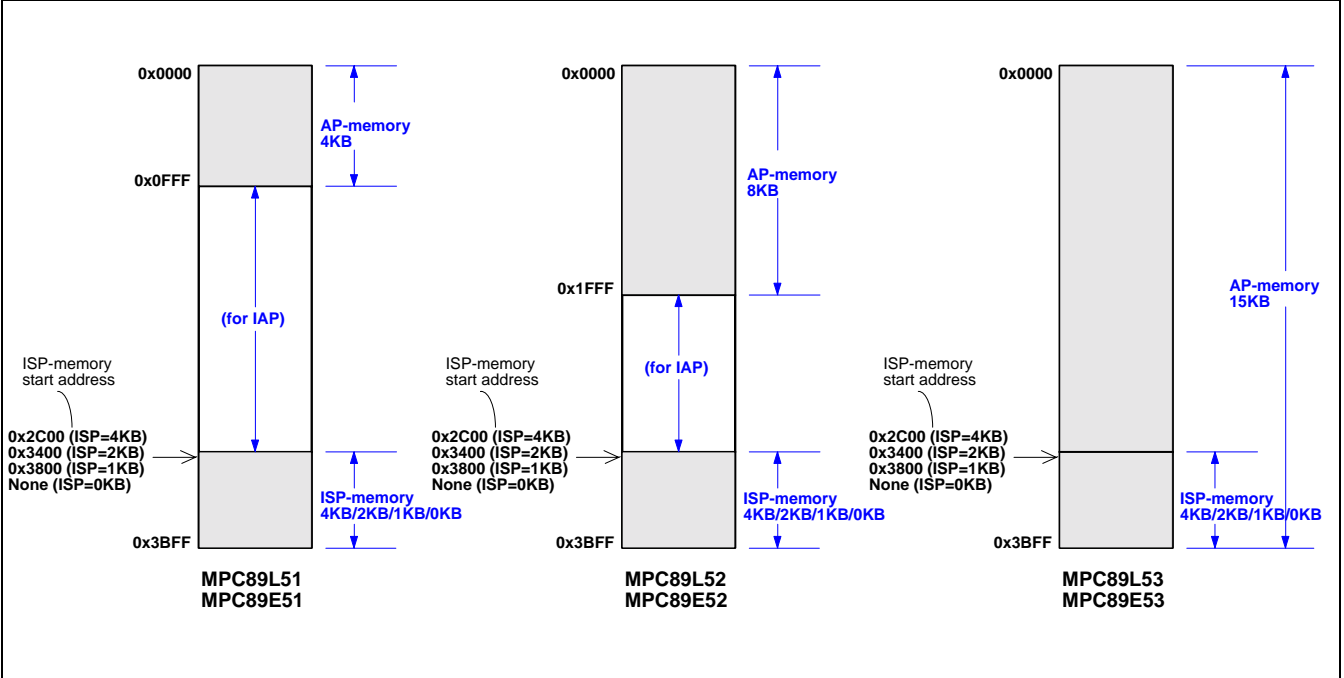 0x0000
AP-memory
4KB
0x0FFF
(for IAP)
ISP-memory
start address
0x2C00 (ISP=4KB)
0x3400 (ISP=2KB)
0x3800 (ISP=1KB)
None (ISP=0KB)
ISP-memory
4KB/2KB/1KB/0KB
0x3BFF
MPC89L51
MPC89E51
0x0000
AP-memory
8KB
0x1FFF
(for IAP)
ISP-memory
start address
0x2C00 (ISP=4KB)
0x3400 (ISP=2KB)
0x3800 (ISP=1KB)
None (ISP=0KB)
ISP-memory
4KB/2KB/1KB/0KB
0x3BFF
MPC89L52
MPC89E52
0x0000
AP-memory
15KB
ISP-memory
start address
0x2C00 (ISP=4KB)
0x3400 (ISP=2KB)
0x3800 (ISP=1KB)
None (ISP=0KB)
ISP-memory
4KB/2KB/1KB/0KB
0x3BFF
MPC89L53
MPC89E53